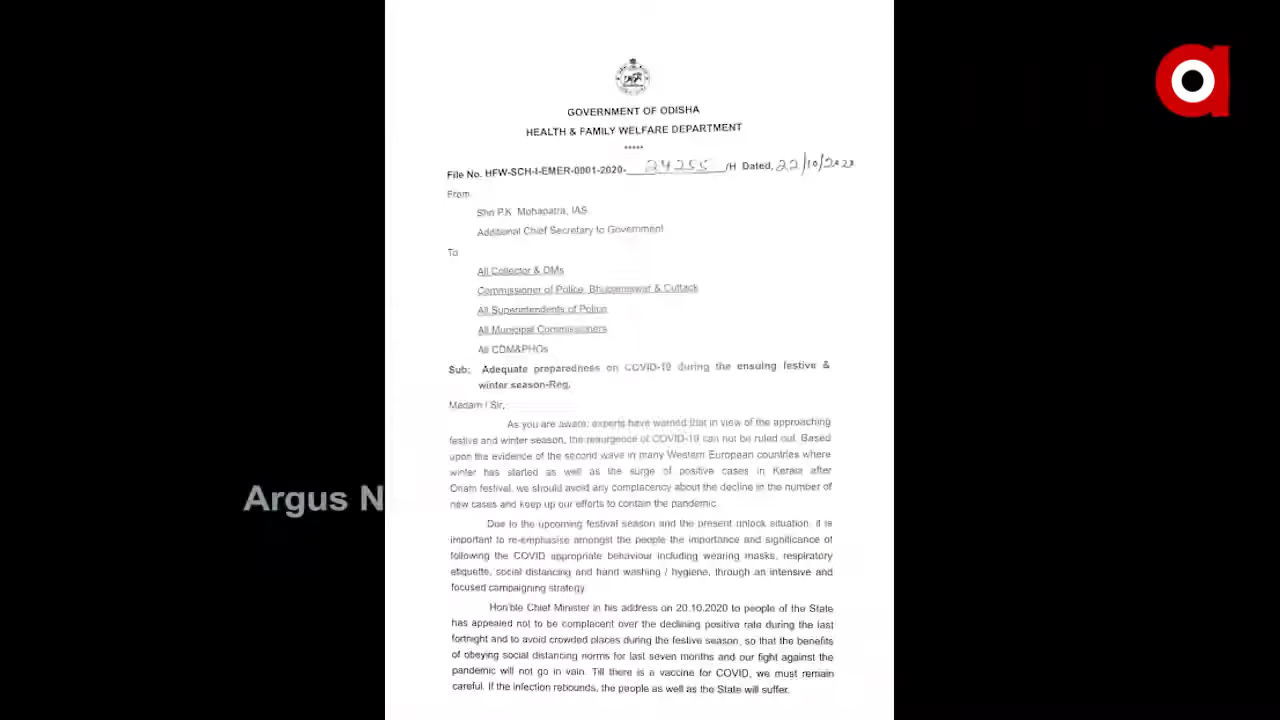 GOVERNMENT OF ODISHA
HEALTH & FAMILY WELFARE DEPARTMENT
*****
File No. HFW-SCH-I-EMER-0001-2020- 24255 /H Dated, 22/10/2020
From
Shri P.K. Mohapatra, IAS
Additional Chief Secretary to Government
To
All Collector & DMs
Commissioner of Police, Bhubaneswar & Cuttack
All Superintendents of Police
All Municipal Commissioners
All CDM&PHOs
Sub: Adequate preparedness on COVID-19 during the ensuing festive &
winter season-Reg.
Madam / Sir,
As you are aware, experts have warned that in view of the approaching
festive and winter season, the resurgence of COVID-19 can not be ruled out. Based
upon the evidence of the second wave in many Western European countries where
winter has started as well as the surge of positive cases in Kerala after
Onam festival, we should avoid any complacency about the decline in the number of
Argus N
new cases and keep up our efforts to contain the pandemic.
Due to the upcoming festival season and the present unlock situation, it is
important to re-emphasise amongst the people the importance and significance of
following the COVID appropriate behaviour including wearing masks, respiratory
etiquette, social distancing and hand washing / hygiene, through an intensive and
focused campaigning strategy.
Hon'ble Chief Minister in his address on 20.10.2020 to people of the State
has appealed not to be complacent over the declining positive rate during the last
fortnight and to avoid crowded places during the festive season, so that the benefits
of obeying social distancing norms for last seven months and our fight against the
pandemic will not go in vain. Till there is a vaccine for COVID, we must remain
careful. If the infection rebounds, the people as well as the State will suffer.